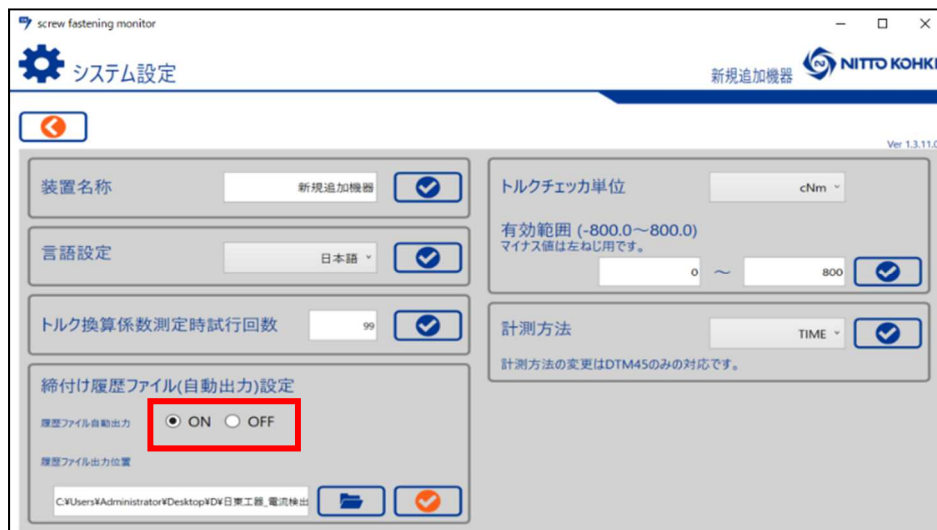 screw fastening monitor
システム設定
新規追加機器
NITTO KOHKI
Ver 1.3.11.0
装置名称
新規追加機器
言語設定
日本語
トルク換算係数測定時試行回数
99
締付け履歴ファイル(自動出力)設定
履歴ファイル自動出力
ON
OFF
履歴ファイル出力位置
C:¥Users¥Administrator¥Desktop¥D¥日東工器_電流検出
トルクチェッカ単位
cNm
有効範囲 (-800.0～800.0)
マイナス値は左ねじ用です。
0 ～ 800
計測方法
TIME
計測方法の変更はDTM45のみの対応です。